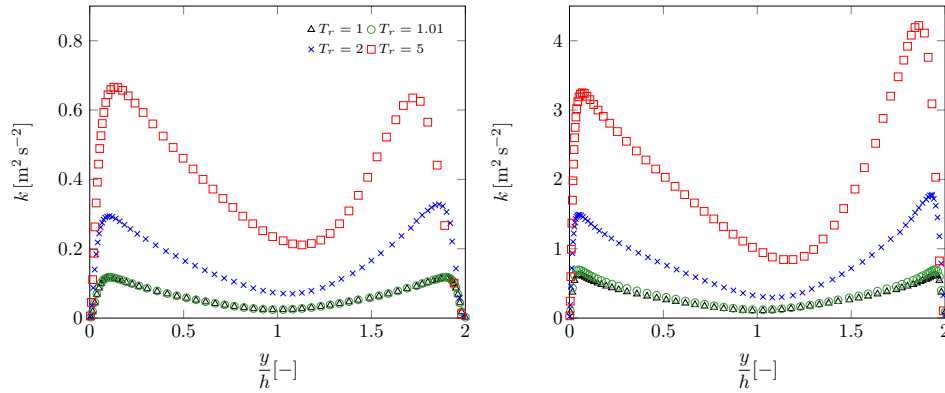 0.8
0.6
0.4
0.2
0
k [m² s⁻²]
T_r = 1
T_r = 1.01
T_r = 2
T_r = 5
0 0.5 1 1.5 2
y/h [−]
4
3
2
1
0
k [m² s⁻²]
0 0.5 1 1.5 2
y/h [−]